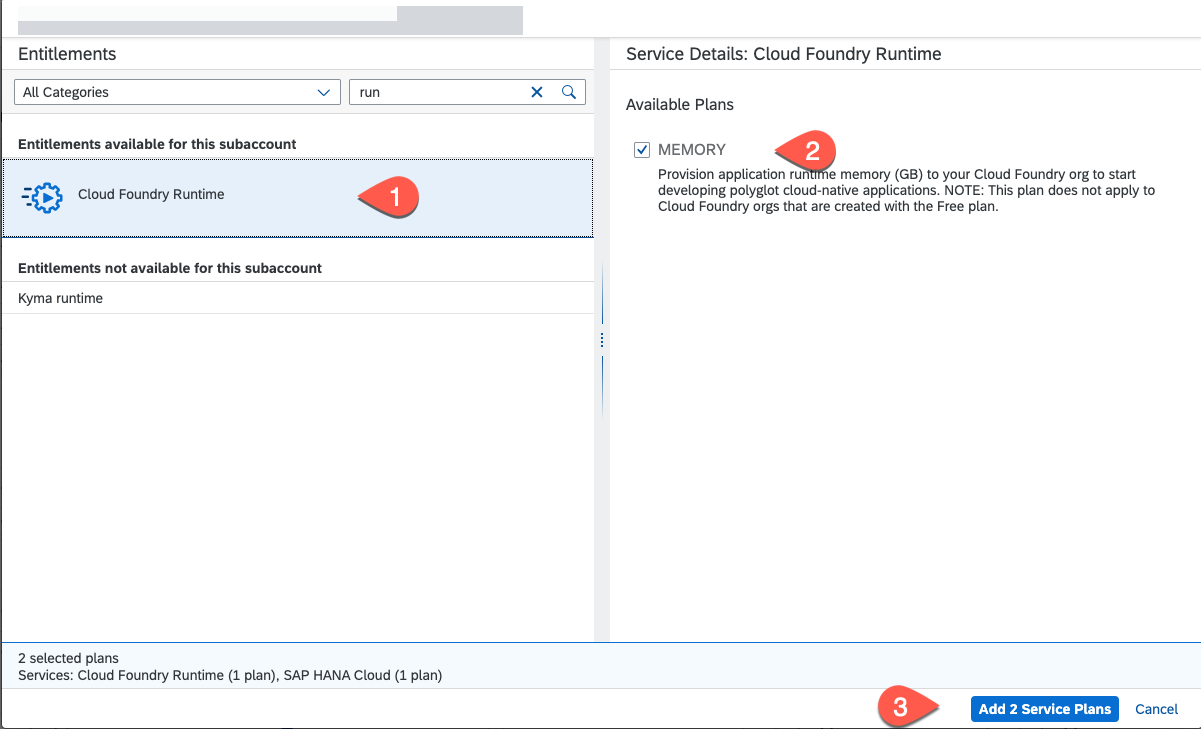 Entitlements
All Categories
run
Entitlements available for this subaccount
Cloud Foundry Runtime
1
Entitlements not available for this subaccount
Kyma runtime
Service Details: Cloud Foundry Runtime
Available Plans
MEMORY
2
Provision application runtime memory (GB) to your Cloud Foundry org to start
developing polyglot cloud-native applications. NOTE: This plan does not apply to
Cloud Foundry orgs that are created with the Free plan.
2 selected plans
Services: Cloud Foundry Runtime (1 plan), SAP HANA Cloud (1 plan)
3
Add 2 Service Plans
Cancel